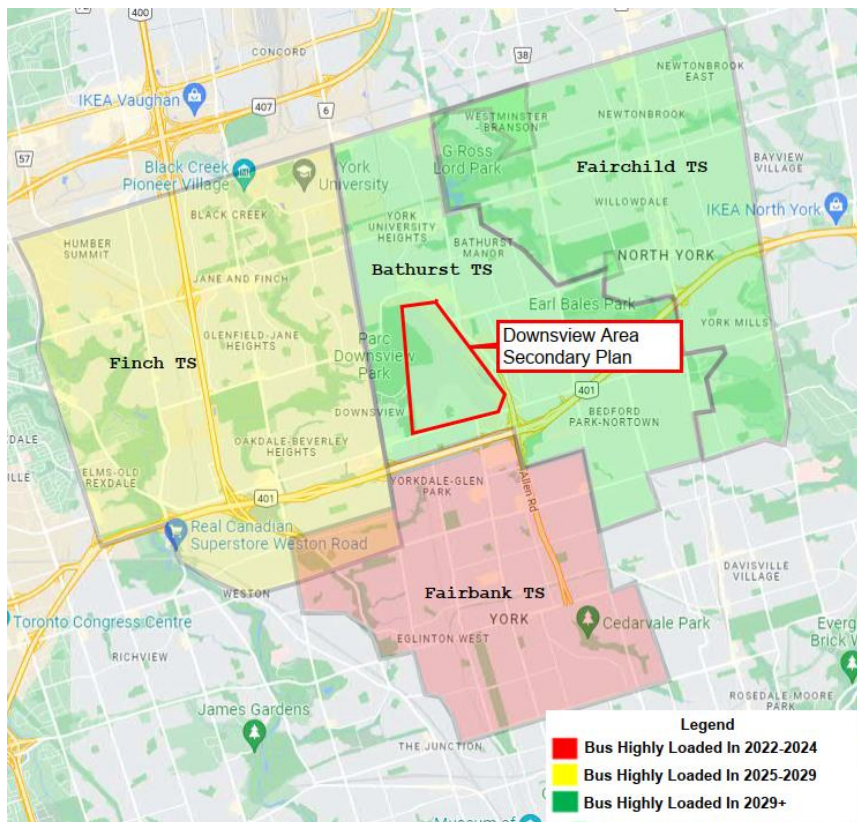 400
CONCORD
38
NEWTONBROOK
EAST
IKEA Vaughan
407
6
WESTMINSTER
-BRANSON
NEWTONBROOK
57
Black Creek
Pioneer Village
York
University
G Ross
Lord Park
Fairchild TS
BAYVIEW
VILLAGE
BLACK CREEK
YORK
UNIVERSITY
HEIGHTS
WILLOWDALE
IKEA North York
HUMBER
SUMMIT
BATHURST
MANOR
NORTH YORK
JANE AND FINCH
Bathurst TS
Earl Bales Park
YORK MILLS
GLENFIELD-JANE
HEIGHTS
Parc
Downsview
Park
Downsview Area
Secondary Plan
Finch TS
401
DOWNSVIEW
BEDFORD
PARK-NORTOWN
OAKDALE-BEVERLEY
HEIGHTS
ELMS-OLD
REXDALE
YORKDALE-GLEN
PARK
Allen Rd
401
Real Canadian
Superstore Weston Road
DAVISVILLE
VILLAGE
WESTON
Fairbank TS
Toronto Congress Centre
YORK
Cedarvale Park
EGLINTON WEST
RICHVIEW
Everg
Brick W
ROSEDALE-MOORE
PARK
James Gardens
THE JUNCTION
Legend
Bus Highly Loaded In 2022-2024
Bus Highly Loaded In 2025-2029
Bus Highly Loaded In 2029+